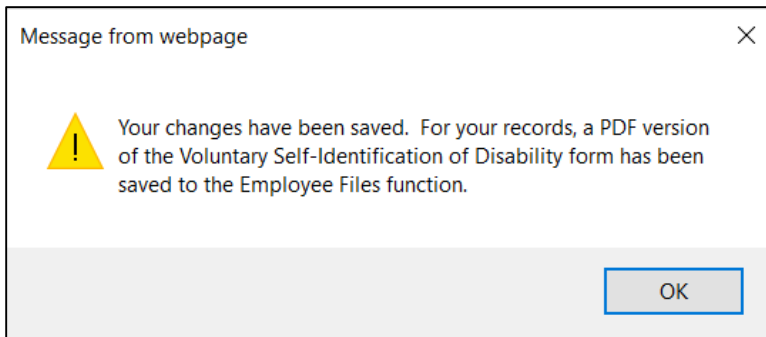 Message from webpage
Your changes have been saved.  For your records, a PDF version
of the Voluntary Self-Identification of Disability form has been
saved to the Employee Files function.
OK